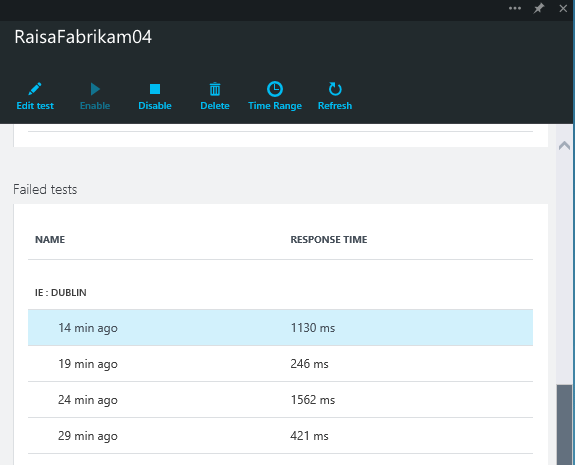 RaisaFabrikam04
Edit test Enable Disable Delete Time Range Refresh
Failed tests
NAME RESPONSE TIME
IE : DUBLIN
14 min ago 1130 ms
19 min ago 246 ms
24 min ago 1562 ms
29 min ago 421 ms